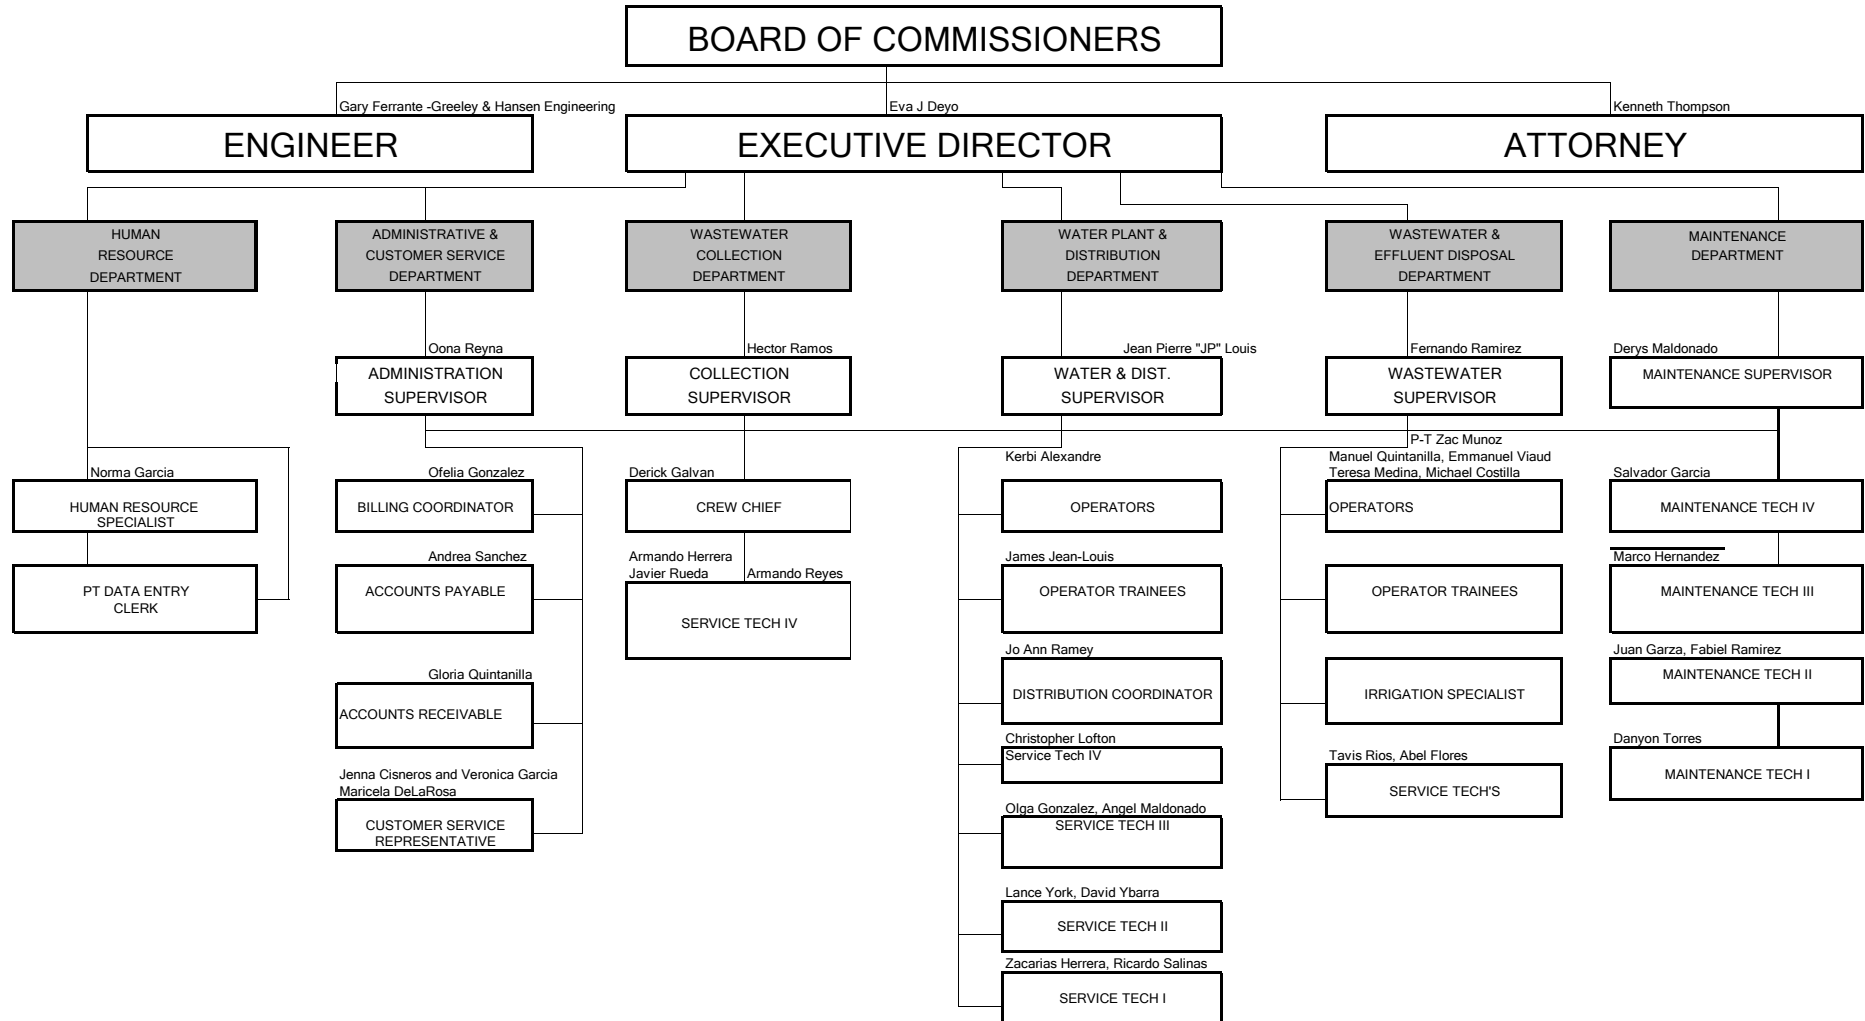 BOARD OF COMMISSIONERS
Gary Ferrante -Greeley & Hansen Engineering
Eva J Deyo
Kenneth Thompson
ENGINEER
EXECUTIVE DIRECTOR
ATTORNEY
HUMAN
RESOURCE
DEPARTMENT
ADMINISTRATIVE &
CUSTOMER SERVICE
DEPARTMENT
WASTEWATER
COLLECTION
DEPARTMENT
WATER PLANT &
DISTRIBUTION
DEPARTMENT
WASTEWATER &
EFFLUENT DISPOSAL
DEPARTMENT
MAINTENANCE
DEPARTMENT
Oona Reyna
ADMINISTRATION
SUPERVISOR
Hector Ramos
COLLECTION
SUPERVISOR
Jean Pierre "JP" Louis
WATER & DIST.
SUPERVISOR
Fernando Ramirez
WASTEWATER
SUPERVISOR
Derys Maldonado
MAINTENANCE SUPERVISOR
Norma Garcia
HUMAN RESOURCE
SPECIALIST
PT DATA ENTRY
CLERK
Ofelia Gonzalez
BILLING COORDINATOR
Andrea Sanchez
ACCOUNTS PAYABLE
Gloria Quintanilla
ACCOUNTS RECEIVABLE
Jenna Cisneros and Veronica Garcia
Maricela DeLaRosa
CUSTOMER SERVICE
REPRESENTATIVE
Derick Galvan
CREW CHIEF
Armando Herrera
Javier Rueda
Armando Reyes
SERVICE TECH IV
Kerbi Alexandre
OPERATORS
James Jean-Louis
OPERATOR TRAINEES
Jo Ann Ramey
DISTRIBUTION COORDINATOR
Christopher Lofton
Service Tech IV
Olga Gonzalez, Angel Maldonado
SERVICE TECH III
Lance York, David Ybarra
SERVICE TECH II
Zacarias Herrera, Ricardo Salinas
SERVICE TECH I
P-T Zac Munoz
Manuel Quintanilla, Emmanuel Viaud
Teresa Medina, Michael Costilla
OPERATORS
OPERATOR TRAINEES
IRRIGATION SPECIALIST
Tavis Rios, Abel Flores
SERVICE TECH'S
Salvador Garcia
MAINTENANCE TECH IV
Marco Hernandez
MAINTENANCE TECH III
Juan Garza, Fabiel Ramirez
MAINTENANCE TECH II
Danyon Torres
MAINTENANCE TECH I